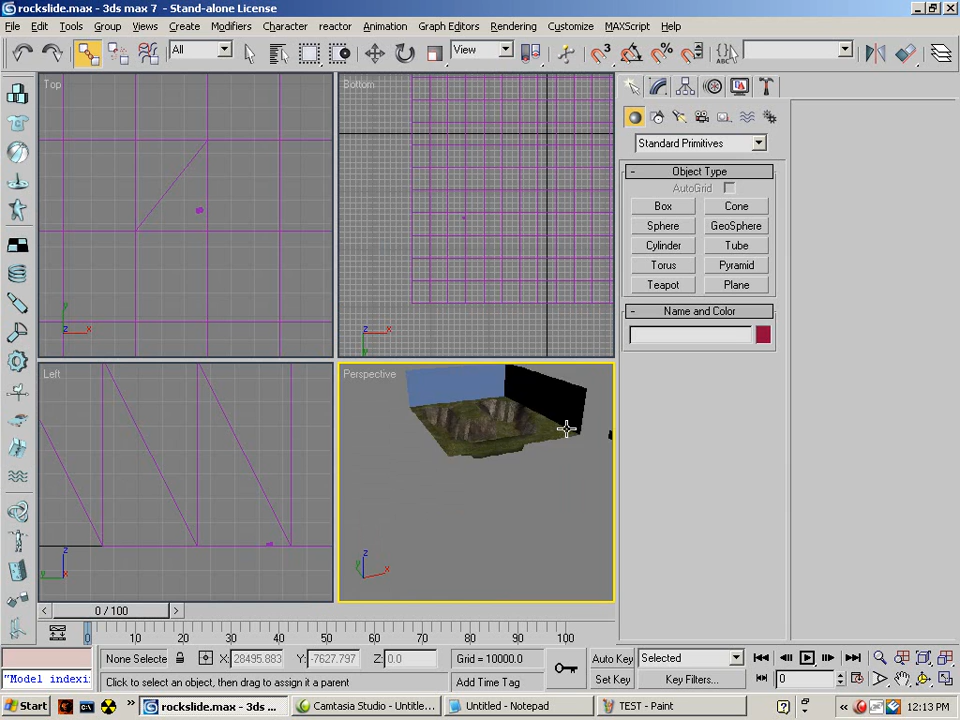 rockslide.max - 3ds max 7 - Stand-alone License
File Edit Tools Group Views Create Modifiers Character reactor Animation Graph Editors Rendering Customize MAXScript Help
All View
Top Bottom
Left Perspective
Standard Primitives
- Object Type
AutoGrid
Box Cone
Sphere GeoSphere
Cylinder Tube
Torus Pyramid
Teapot Plane
- Name and Color
y z x
z x y
z y x
z y x
< 0 / 100 >
0 10 20 30 40 50 60 70 80 90 100
None Selecte X: 28495.883 Y: -7627.797 Z: 0.0 Grid = 10000.0 Auto Key Selected
"Model indexi Click to select an object, then drag to assign it a parent Add Time Tag Set Key Key Filters... 0
Start rockslide.max - 3ds ... Camtasia Studio - Untitle... Untitled - Notepad TEST - Paint 12:13 PM